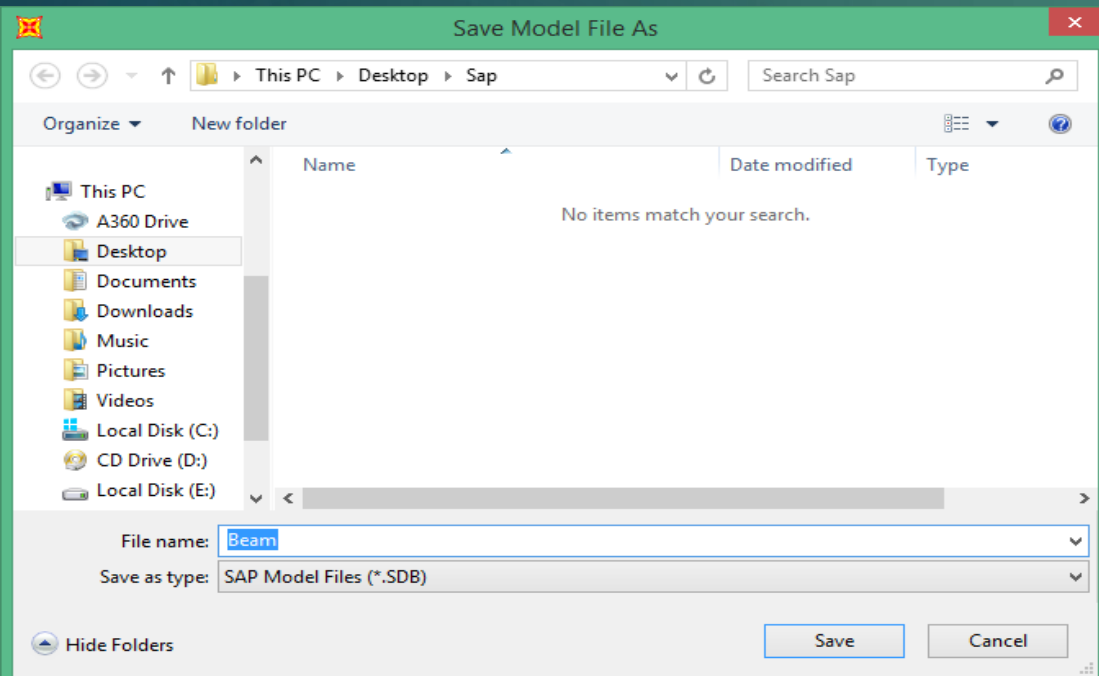 Save Model File As
This PC Desktop Sap
Search Sap
Organize New folder
Name Date modified Type
No items match your search.
This PC
A360 Drive
Desktop
Documents
Downloads
Music
Pictures
Videos
Local Disk (C:)
CD Drive (D:)
Local Disk (E:)
File name: Beam
Save as type: SAP Model Files (*.SDB)
Hide Folders
Save Cancel